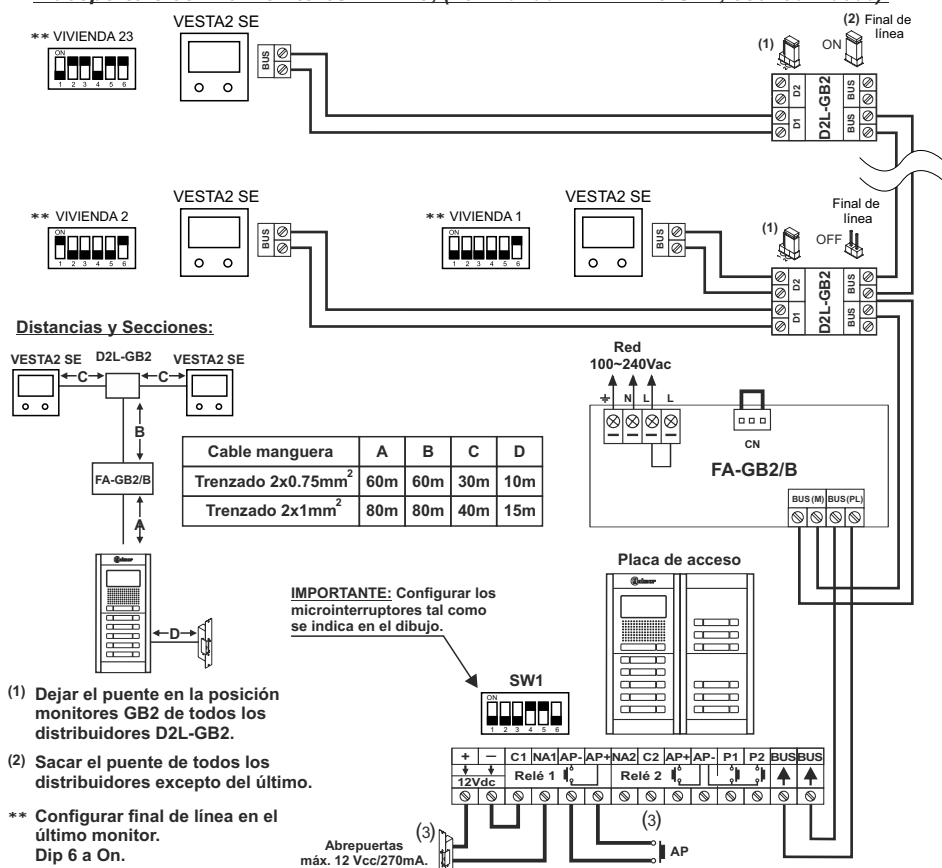 (2) Final de
línea
VESTA2 SE
** VIVIENDA 23
ON
1 2 3 4 5 6
BUS
(1)
ON
D2
D1
D2L-GB2
BUS
BUS
VESTA2 SE
VESTA2 SE
** VIVIENDA 2
ON
1 2 3 4 5 6
BUS
** VIVIENDA 1
ON
1 2 3 4 5 6
BUS
Final de
línea
(1)
OFF
D2
D1
D2L-GB2
BUS
BUS
Distancias y Secciones:
VESTA2 SE D2L-GB2 VESTA2 SE
C C
B
FA-GB2/B
A
D
Cable manguera A B C D
Trenzado 2x0.75mm² 60m 60m 30m 10m
Trenzado 2x1mm² 80m 80m 40m 15m
Red
100~240Vac
N L L
CN
FA-GB2/B
BUS (M) BUS (PL)
Placa de acceso
IMPORTANTE: Configurar los
microinterruptores tal como
se indica en el dibujo.
SW1
ON
1 2 3 4 5 6
(1) Dejar el puente en la posición
monitores GB2 de todos los
distribuidores D2L-GB2.
(2) Sacar el puente de todos los
distribuidores excepto del último.
** Configurar final de línea en el
último monitor.
Dip 6 a On.
+ – C1 NA1 AP- AP+ NA2 C2 AP+ AP- P1 P2 BUS BUS
12Vdc Relé 1 Relé 2
(3)
(3)
Abrepuertas
máx. 12 Vcc/270mA.
AP